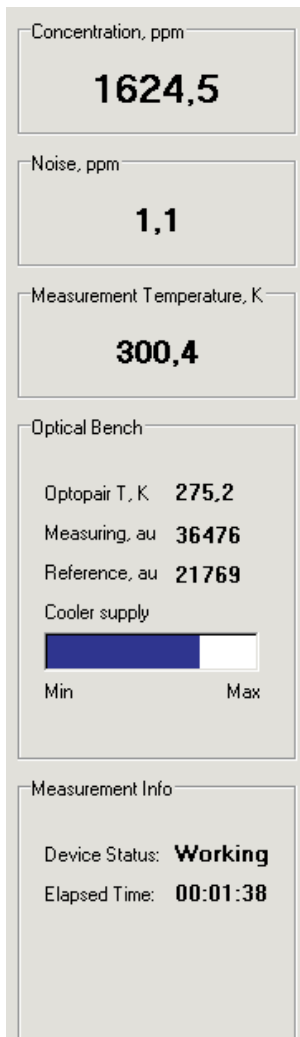 Concentration, ppm
1624,5
Noise, ppm
1,1
Measurement Temperature, K
300,4
Optical Bench
Optopair T, K 275,2
Measuring, au 36476
Reference, au 21769
Cooler supply
Min Max
Measurement Info
Device Status: Working
Elapsed Time: 00:01:38